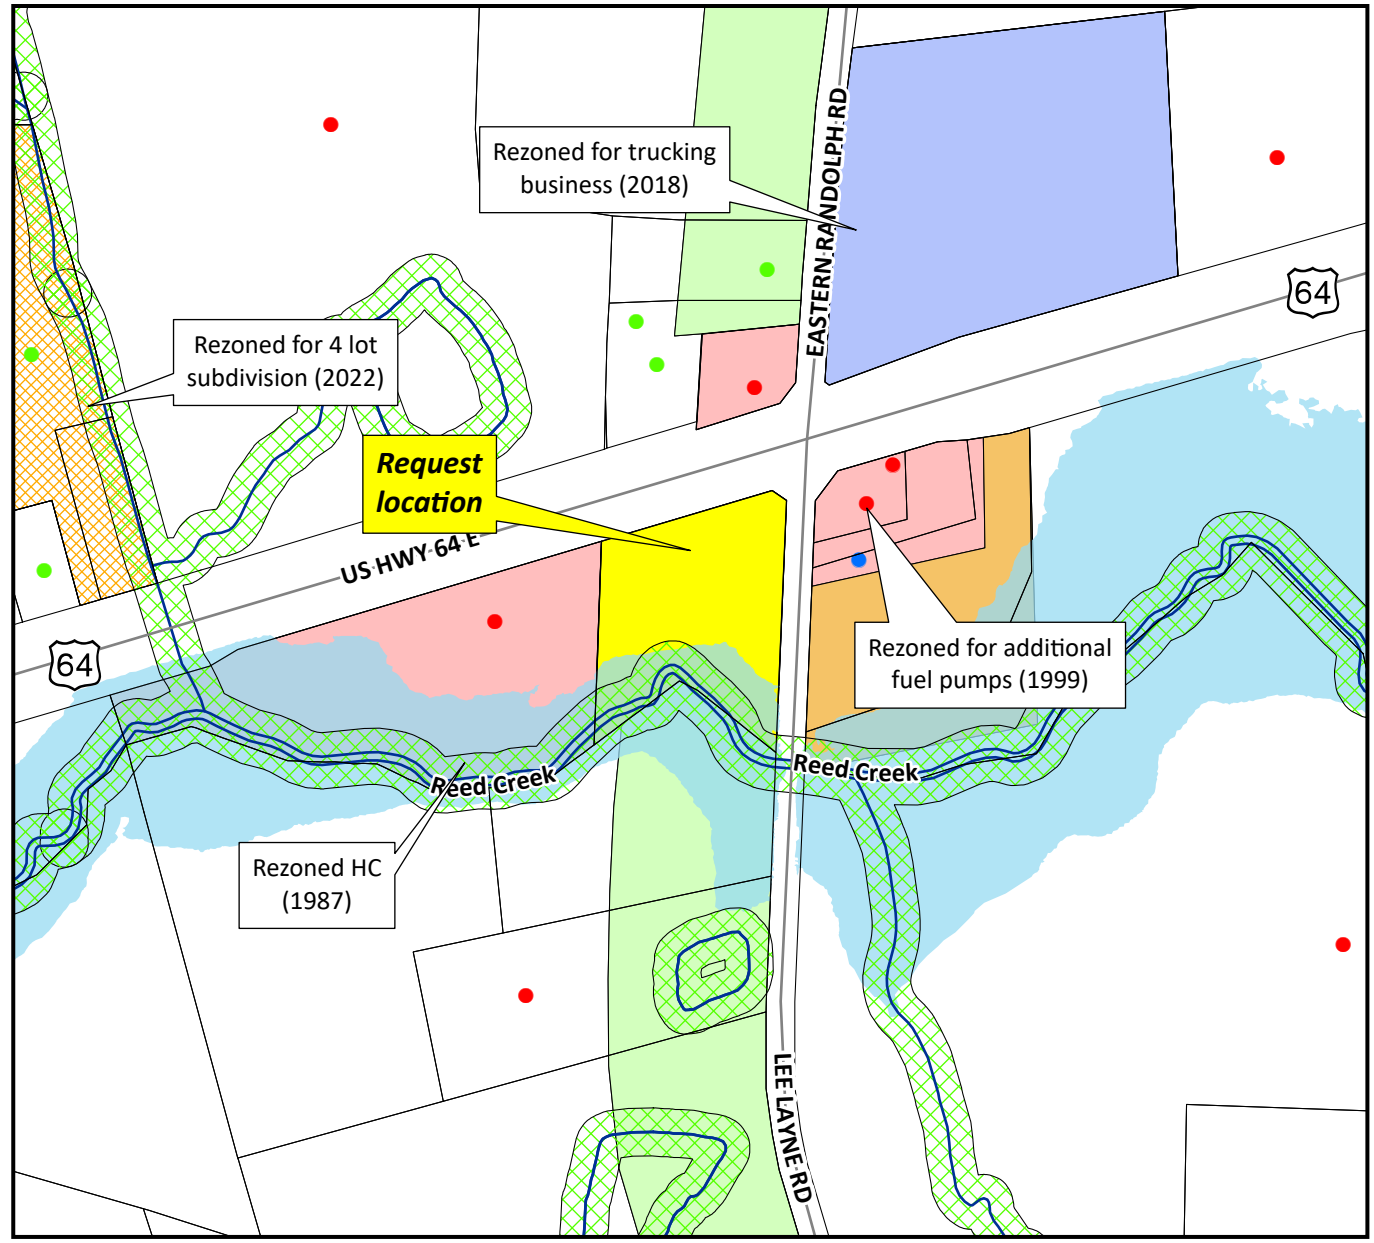 EASTERN RANDOLPH RD
Rezoned for trucking
business (2018)
64
Rezoned for 4 lot
subdivision (2022)
Request
location
US HWY 64 E
64
Rezoned for additional
fuel pumps (1999)
Reed Creek
Reed Creek
Rezoned HC
(1987)
LEE LAYNE RD